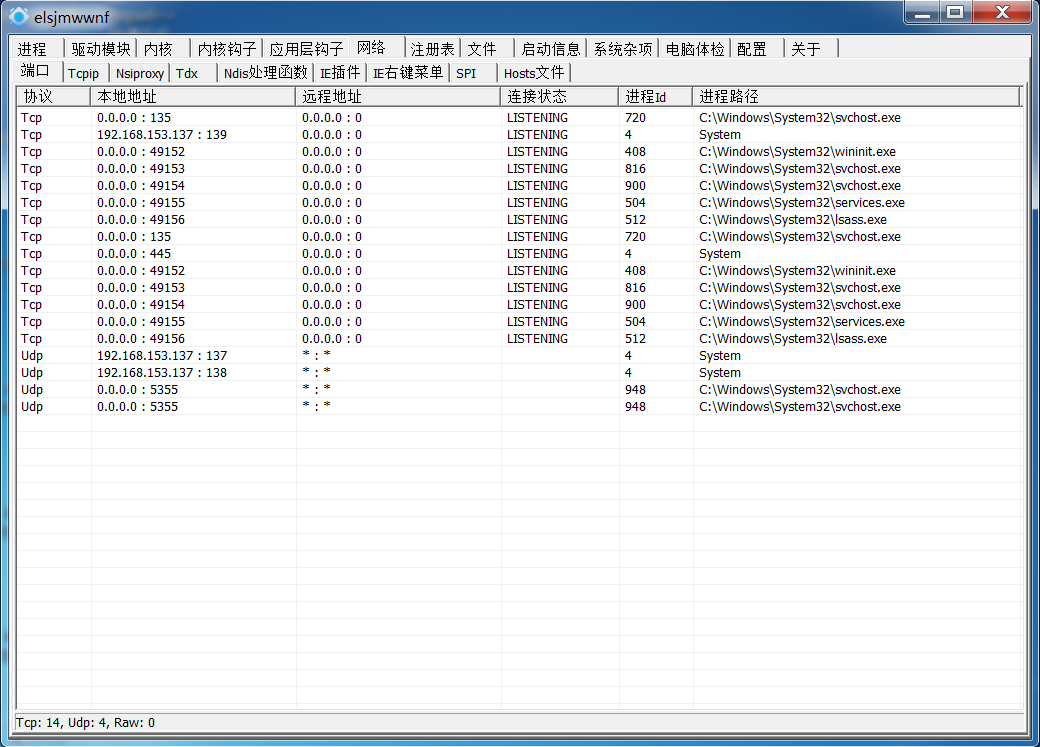 elsjmwwnf
进程 驱动模块 内核 内核钩子 应用层钩子 网络 注册表 文件 启动信息 系统杂项 电脑体检 配置 关于
端口 Tcpip Nsiproxy Tdx Ndis处理函数 IE插件 IE右键菜单 SPI Hosts文件
协议 本地地址 远程地址 连接状态 进程Id 进程路径
Tcp 0.0.0.0 : 135 0.0.0.0 : 0 LISTENING 720 C:\Windows\System32\svchost.exe
Tcp 192.168.153.137 : 139 0.0.0.0 : 0 LISTENING 4 System
Tcp 0.0.0.0 : 49152 0.0.0.0 : 0 LISTENING 408 C:\Windows\System32\wininit.exe
Tcp 0.0.0.0 : 49153 0.0.0.0 : 0 LISTENING 816 C:\Windows\System32\svchost.exe
Tcp 0.0.0.0 : 49154 0.0.0.0 : 0 LISTENING 900 C:\Windows\System32\svchost.exe
Tcp 0.0.0.0 : 49155 0.0.0.0 : 0 LISTENING 504 C:\Windows\System32\services.exe
Tcp 0.0.0.0 : 49156 0.0.0.0 : 0 LISTENING 512 C:\Windows\System32\lsass.exe
Tcp 0.0.0.0 : 135 0.0.0.0 : 0 LISTENING 720 C:\Windows\System32\svchost.exe
Tcp 0.0.0.0 : 445 0.0.0.0 : 0 LISTENING 4 System
Tcp 0.0.0.0 : 49152 0.0.0.0 : 0 LISTENING 408 C:\Windows\System32\wininit.exe
Tcp 0.0.0.0 : 49153 0.0.0.0 : 0 LISTENING 816 C:\Windows\System32\svchost.exe
Tcp 0.0.0.0 : 49154 0.0.0.0 : 0 LISTENING 900 C:\Windows\System32\svchost.exe
Tcp 0.0.0.0 : 49155 0.0.0.0 : 0 LISTENING 504 C:\Windows\System32\services.exe
Tcp 0.0.0.0 : 49156 0.0.0.0 : 0 LISTENING 512 C:\Windows\System32\lsass.exe
Udp 192.168.153.137 : 137 * : * 4 System
Udp 192.168.153.137 : 138 * : * 4 System
Udp 0.0.0.0 : 5355 * : * 948 C:\Windows\System32\svchost.exe
Udp 0.0.0.0 : 5355 * : * 948 C:\Windows\System32\svchost.exe
Tcp: 14, Udp: 4, Raw: 0